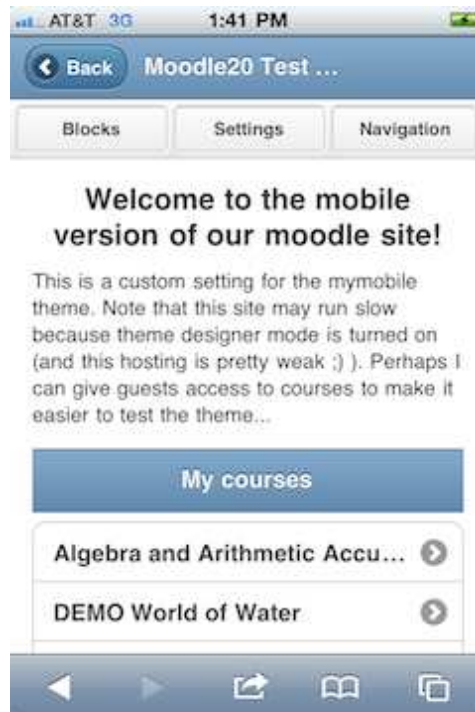 AT&T 3G 1:41 PM
Back Moodle20 Test ...
Blocks Settings Navigation
Welcome to the mobile
version of our moodle site!
This is a custom setting for the mymobile
theme. Note that this site may run slow
because theme designer mode is turned on
(and this hosting is pretty weak ;) ). Perhaps I
can give guests access to courses to make it
easier to test the theme...
My courses
Algebra and Arithmetic Accu...
DEMO World of Water